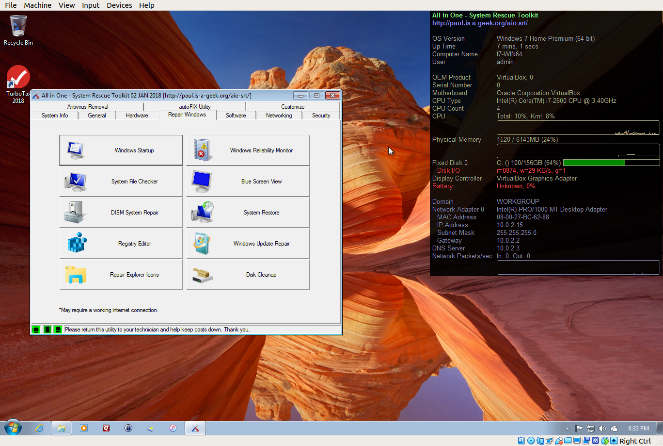 File Machine View Input Devices Help
Recycle Bin
TurboTax
2018
All in One - System Rescue Toolkit
http://paul.is-a-geek.org/aio-srt/
OS Version Windows 7 Home Premium (64 bit)
Up Time 7 mins, 1 secs
Computer Name I7-WIN64
User admin
OEM Product VirtualBox, 0
Serial Number 0
Motherboard Oracle Corporation VirtualBox
CPU Type Intel(R) Core(TM) i7-2600 CPU @ 3.40GHz
CPU Count 4
CPU Total: 10%, Krnl: 8%
Physical Memory 1520 / 6143MB (24%)
Fixed Disk 0 C: () 100/156GB (64%)
Disk I/O
Display Controller VirtualBox Graphics Adapter
Battery Unknown, 0%
Domain WORKGROUP
Network Adapter 0 Intel(R) PRO/1000 MT Desktop Adapter
MAC Address 08-00-27-BC-62-86
IP Address 10.0.2.15
Subnet Mask 255.255.255.0
Gateway 10.0.2.2
DNS Server 10.0.2.3
Network Packets/sec In: 0, Out: 0
All in One - System Rescue Toolkit 02 JAN 2018 [http://paul.is-a-geek.org/aio-srt/]
Antivirus Removal autoFIX Utility Customize
System Info General Hardware Repair Windows Software Networking Security
Windows Startup Windows Reliability Monitor
System File Checker Blue Screen View
DISM System Repair System Restore
Registry Editor Windows Update Repair
Repair Explorer Icons Disk Cleanup
*May require a working internet connection.
Please return this utility to your technician and help keep costs down. Thank you.
6:53 PM
Right Ctrl